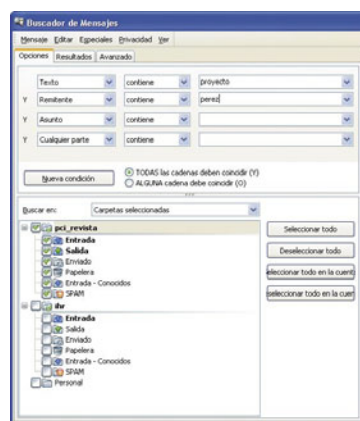 Buscador de Mensajes
Mensaje Editar Especiales Privacidad Ver
Opciones Resultados Avanzado
Texto contiene proyecto
Y Remitente contiene perez
Y Asunto contiene
Y Cualquier parte contiene
Nueva condición
TODAS las cadenas deben coincidir (Y)
ALGUNA cadena debe coincidir (O)
Buscar en: Carpetas seleccionadas
pci_revista
Entrada
Salida
Enviado
Papelera
Entrada - Conocidos
SPAM
ihr
Entrada
Salida
Enviado
Papelera
Entrada - Conocidos
SPAM
Personal
Seleccionar todo
Deseleccionar todo
eleccionar todo en la cuent
eseleccionar todo en la cuer